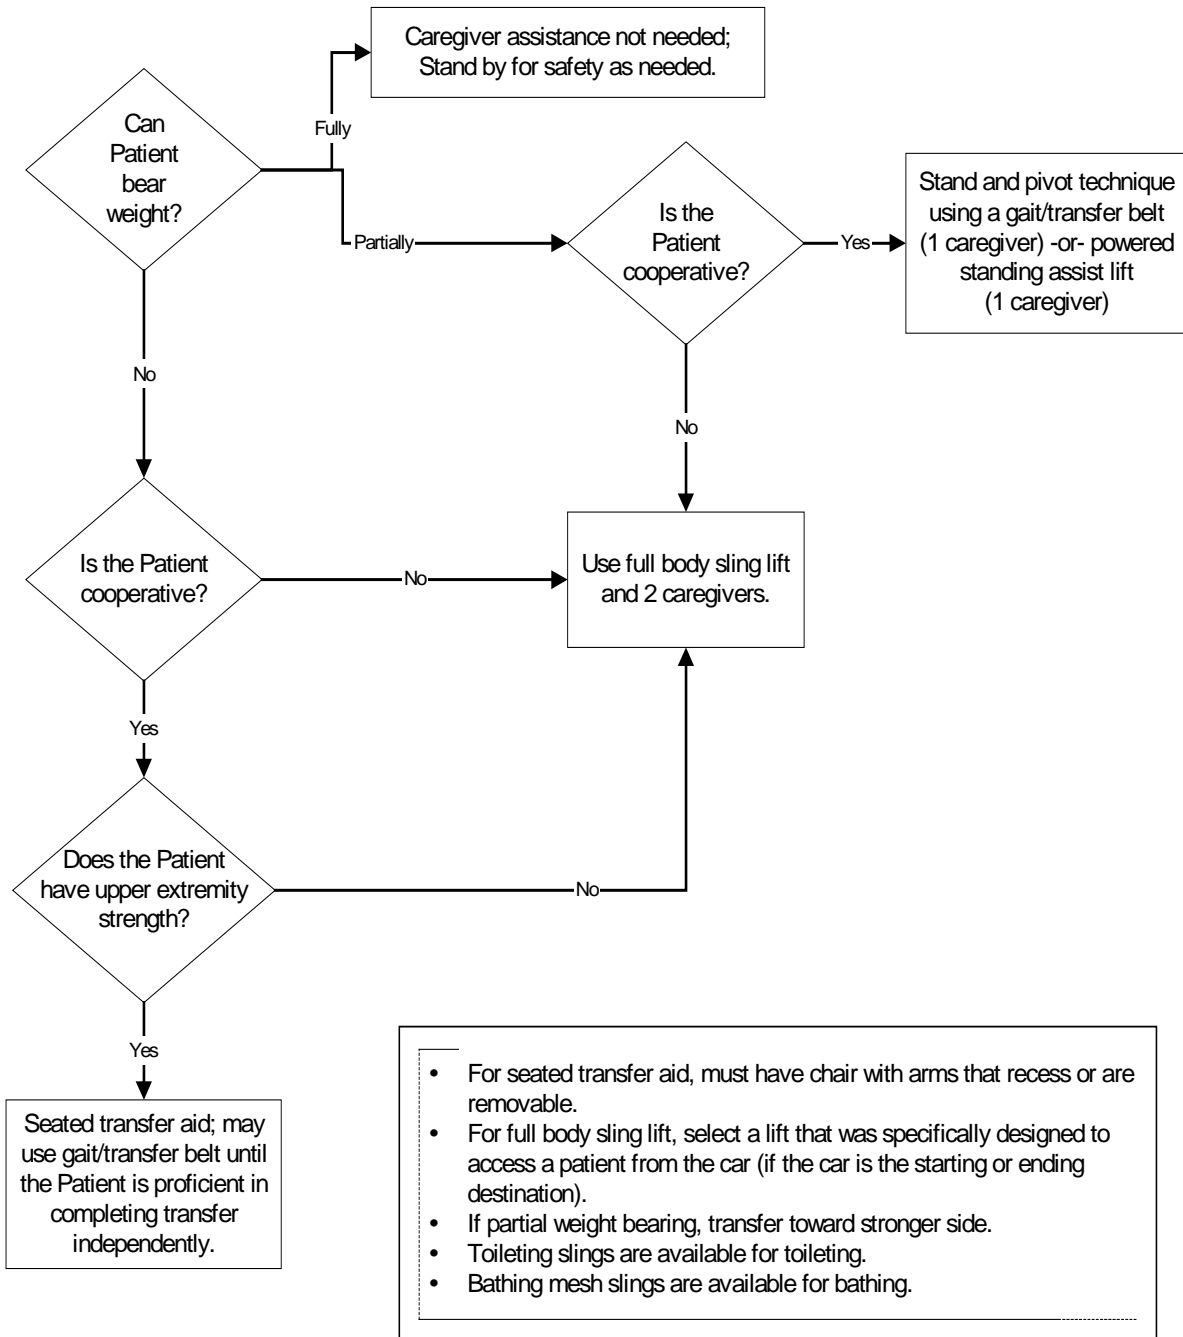 Caregiver assistance not needed;
Stand by for safety as needed.
Can
Patient
bear
weight?
Fully
Partially
Is the
Patient
cooperative?
Yes
Stand and pivot technique
using a gait/transfer belt
(1 caregiver) -or- powered
standing assist lift
(1 caregiver)
No
No
Is the Patient
cooperative?
No
Use full body sling lift
and 2 caregivers.
Yes
Does the Patient
have upper extremity
strength?
No
Yes
Seated transfer aid; may
use gait/transfer belt until
the Patient is proficient in
completing transfer
independently.
• For seated transfer aid, must have chair with arms that recess or are
removable.
• For full body sling lift, select a lift that was specifically designed to
access a patient from the car (if the car is the starting or ending
destination).
• If partial weight bearing, transfer toward stronger side.
• Toileting slings are available for toileting.
• Bathing mesh slings are available for bathing.